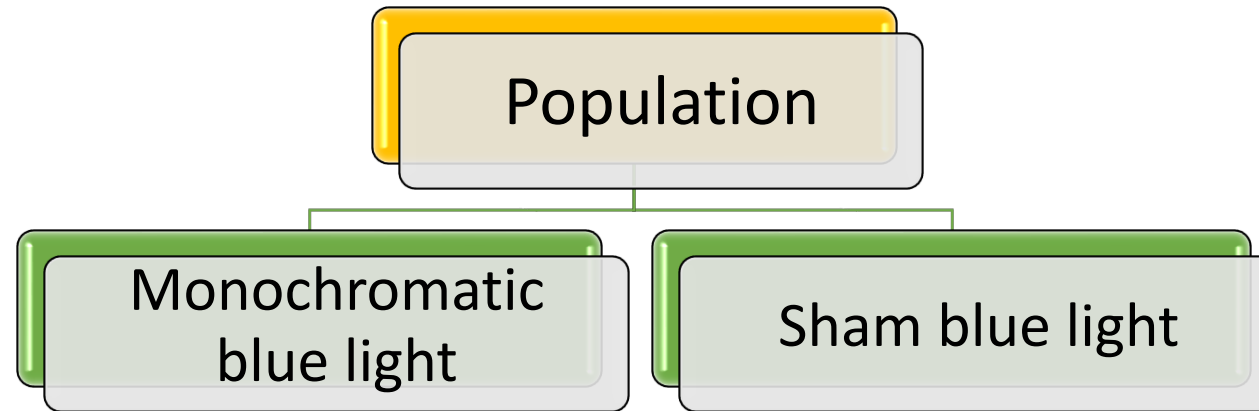 Population
Monochromatic
blue light
Sham blue light